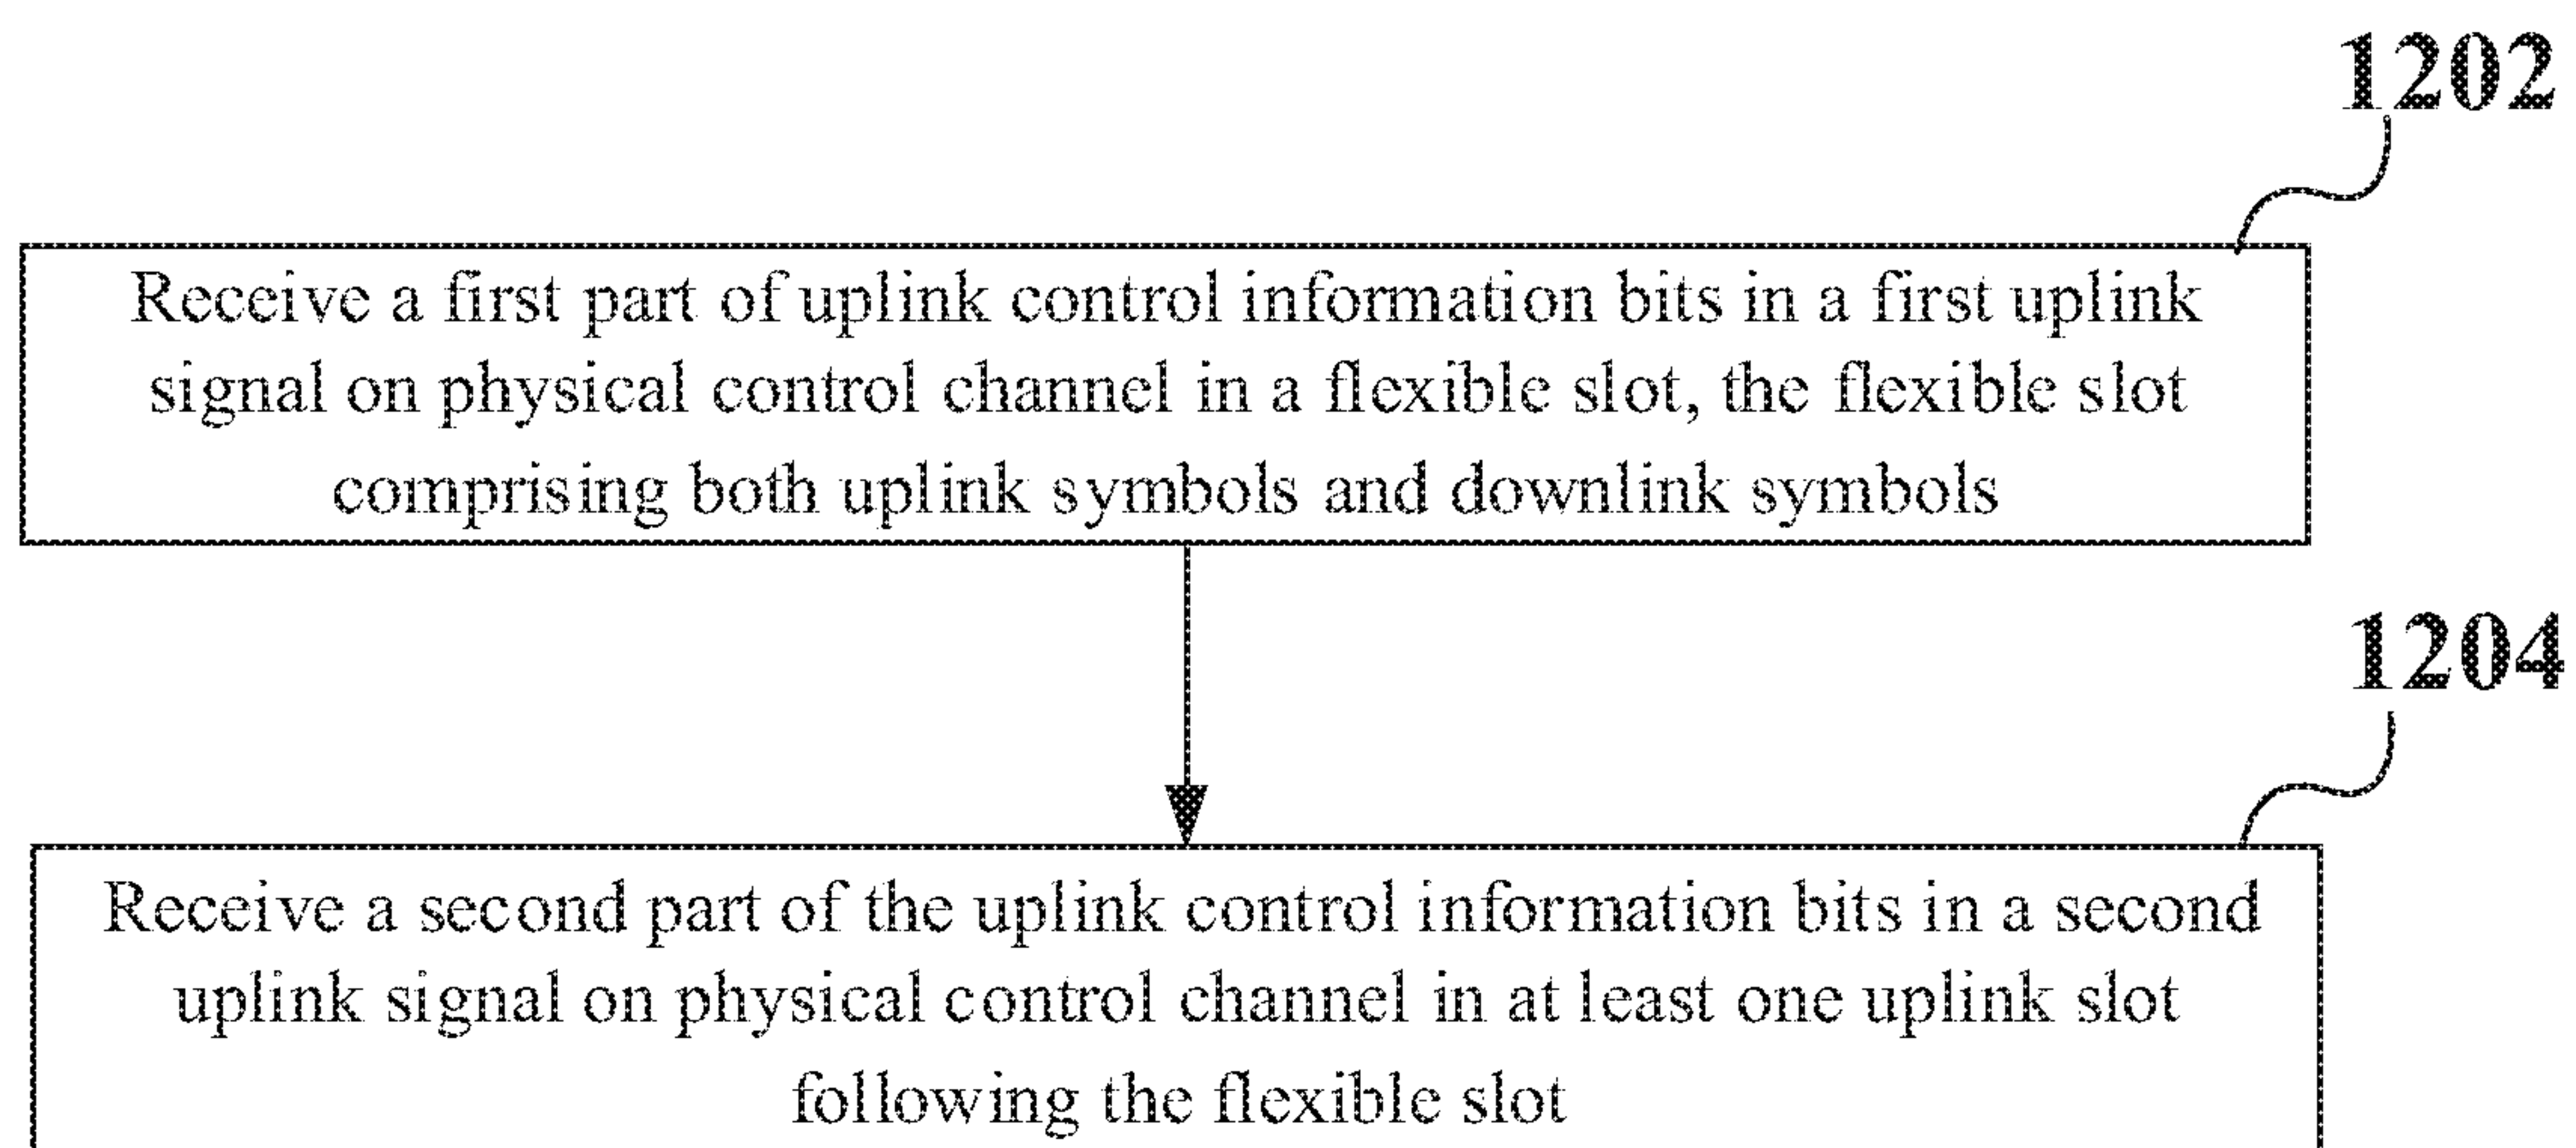 1202
Receive a first part of uplink control information bits in a first uplink
signal on physical control channel in a flexible slot, the flexible slot
comprising both uplink symbols and downlink symbols
1204
Receive a second part of the uplink control information bits in a second
uplink signal on physical control channel in at least one uplink slot
following the flexible slot